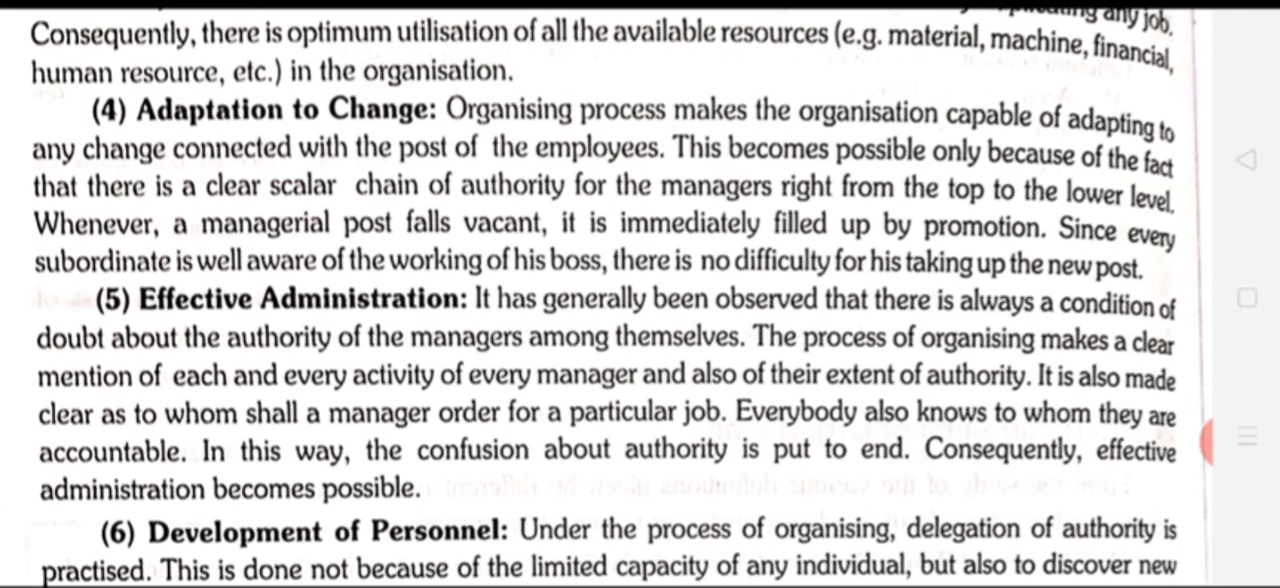 any job.
Consequently, there is optimum utilisation of all the available resources (e.g. material, machine, financial,
human resource, etc.) in the organisation.
(4) Adaptation to Change: Organising process makes the organisation capable of adapting to
any change connected with the post of the employees. This becomes possible only because of the fact
that there is a clear scalar chain of authority for the managers right from the top to the lower level.
Whenever, a managerial post falls vacant, it is immediately filled up by promotion. Since every
subordinate is well aware of the working of his boss, there is no difficulty for his taking up the new post.
(5) Effective Administration: It has generally been observed that there is always a condition of
doubt about the authority of the managers among themselves. The process of organising makes a clear
mention of each and every activity of every manager and also of their extent of authority. It is also made
clear as to whom shall a manager order for a particular job. Everybody also knows to whom they are
accountable. In this way, the confusion about authority is put to end. Consequently, effective
administration becomes possible.
(6) Development of Personnel: Under the process of organising, delegation of authority is
practised. This is done not because of the limited capacity of any individual, but also to discover new